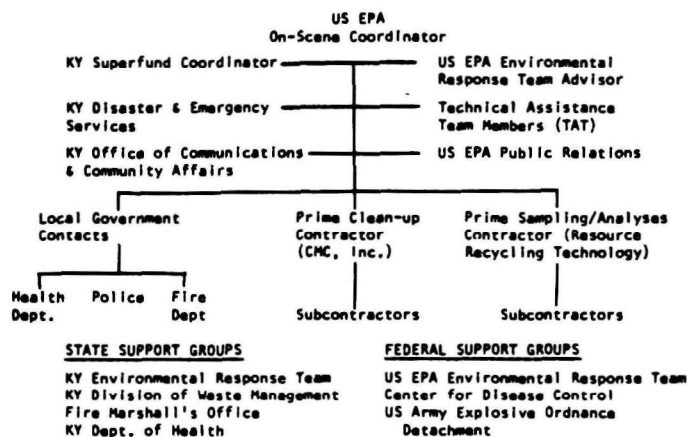 US EPA
On-Scene Coordinator
KY Superfund Coordinator
US EPA Environmental
Response Team Advisor
KY Disaster & Emergency
Services
Technical Assistance
Team Members (TAT)
KY Office of Communications
& Community Affairs
US EPA Public Relations
Local Government
Contacts
Prime Clean-up
Contractor
(CMC, Inc.)
Prime Sampling/Analyses
Contractor (Resource
Recycling Technology)
Health
Dept.
Police
Fire
Dept
Subcontractors
Subcontractors
STATE SUPPORT GROUPS
KY Environmental Response Team
KY Division of Waste Management
Fire Marshall's Office
KY Dept. of Health
FEDERAL SUPPORT GROUPS
US EPA Environmental Response Team
Center for Disease Control
US Army Explosive Ordnance
Detachment